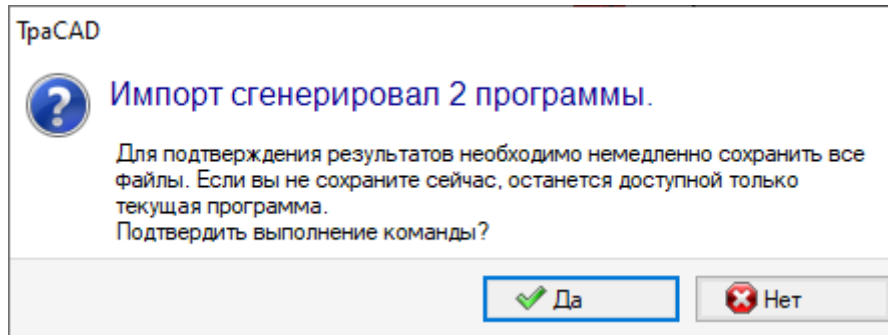 TpaCAD
Импорт сгенерировал 2 программы.
Для подтверждения результатов необходимо немедленно сохранить все
файлы. Если вы не сохраните сейчас, останется доступной только
текущая программа.
Подтвердить выполнение команды?
Да
Нет